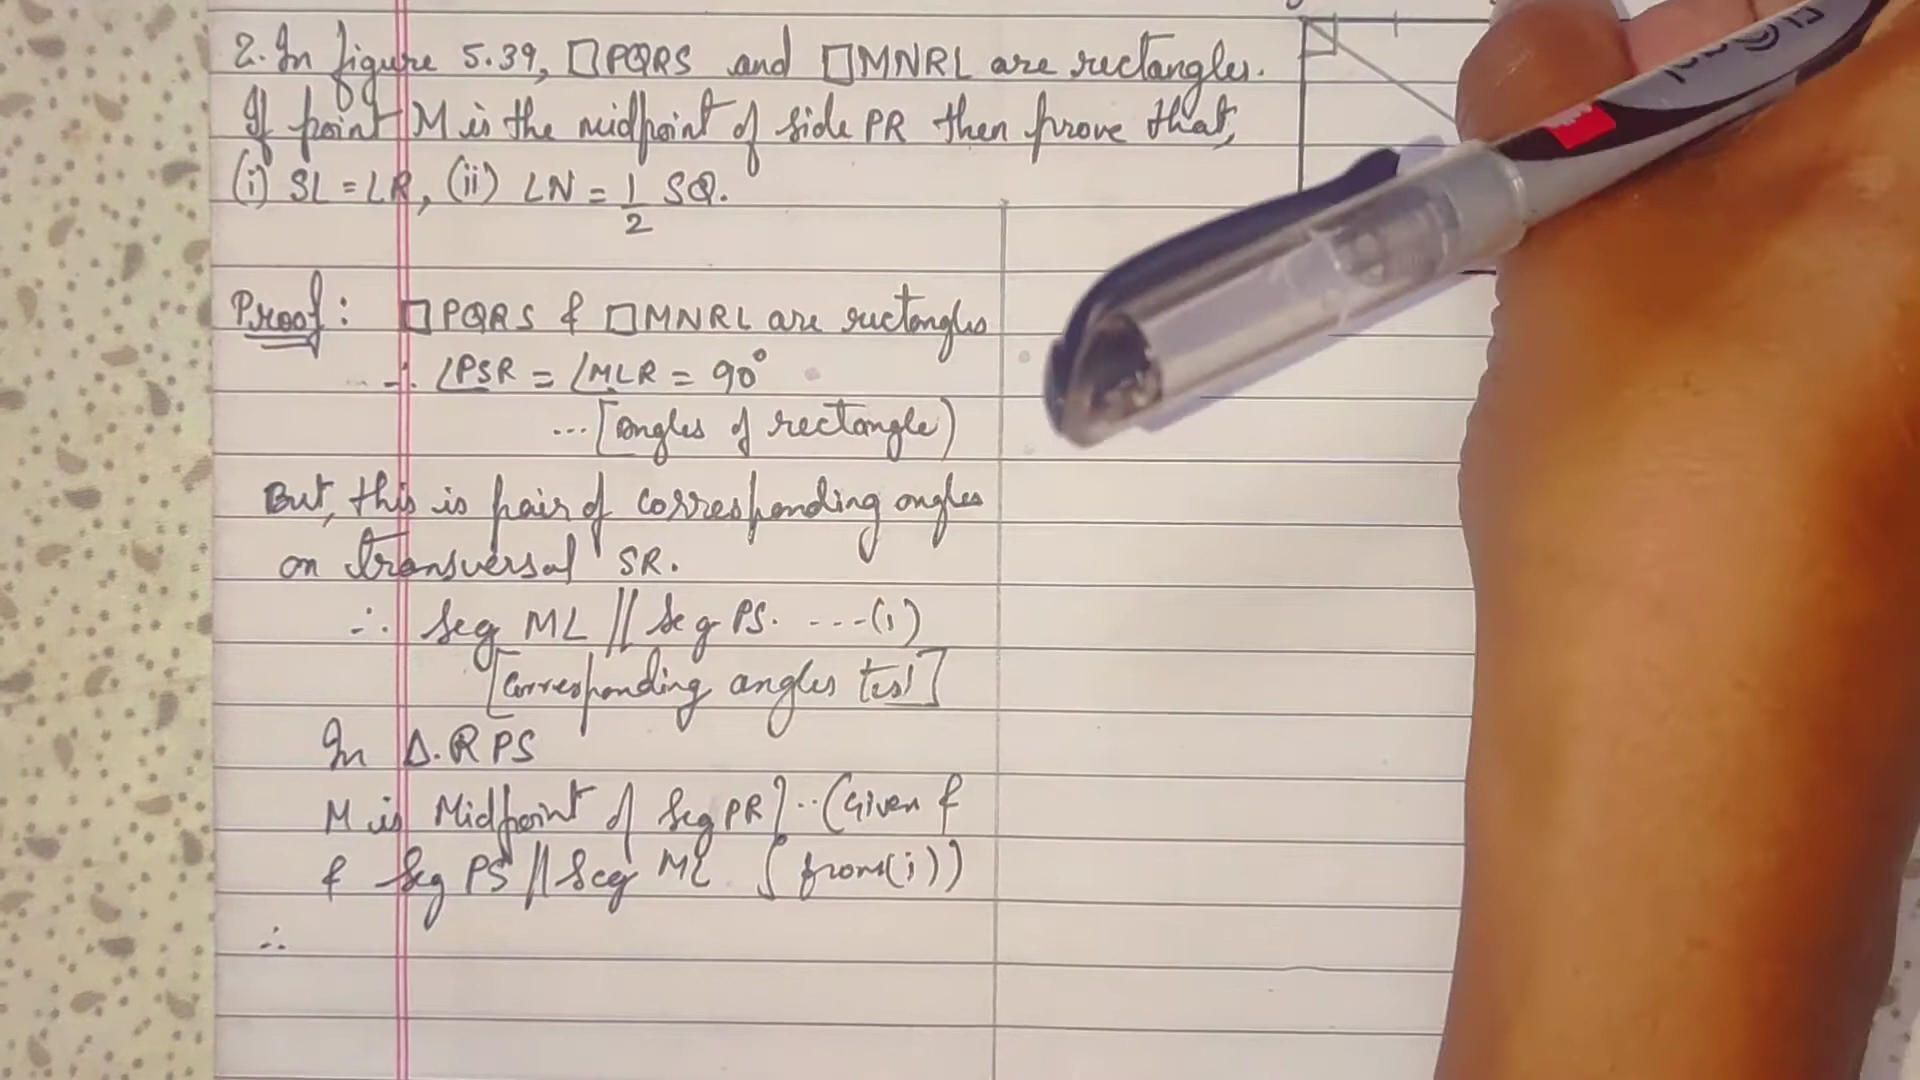 2. In figure 5.39, □PQRS and □MNRL are rectangles.
If point M is the midpoint of side PR then prove that,
(i) SL = LR, (ii) LN = 1/2 SQ.
Proof: □PQRS & □MNRL are rectangles
∴ ∠PSR = ∠MLR = 90°
... [angles of rectangle)
But, this is pair of corresponding angles
on transversal SR.
∴ seg ML || seg PS. ----(i)
[corresponding angles test]
In Δ. RPS
M is Midpoint of seg PR } .. (Given &
& seg PS || seg ML } from (i))
∴